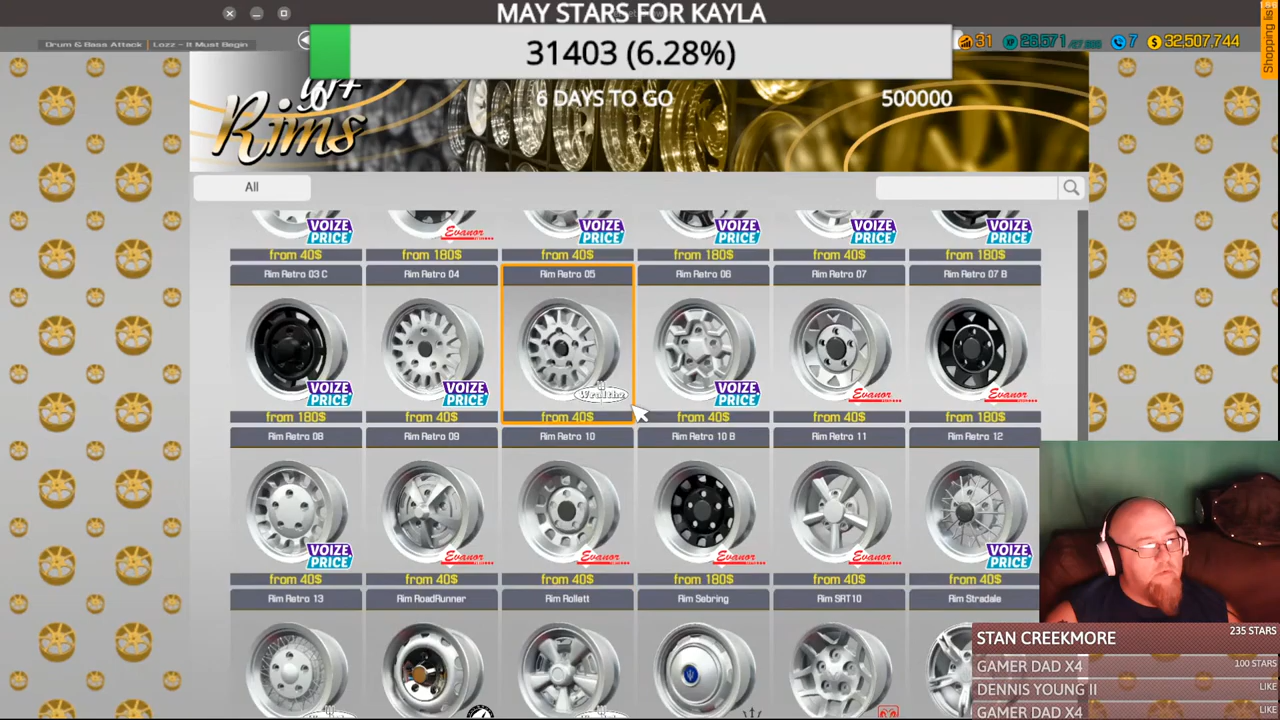 MAY STARS FOR KAYLA
31403 (6.28%)
6 DAYS TO GO
500000
Drum & Bass Attack | Lozz - It Must Begin
31
7
32,507,744
Shopping list
Rims
All
VOIZE PRICE
Evanor
VOIZE PRICE
VOIZE PRICE
VOIZE PRICE
VOIZE PRICE
from 40$
from 180$
from 40$
from 180$
from 40$
from 180$
Rim Retro 03 C
Rim Retro 04
Rim Retro 05
Rim Retro 06
Rim Retro 07
Rim Retro 07 B
VOIZE PRICE
VOIZE PRICE
VOIZE PRICE
Evanor
Evanor
from 180$
from 40$
from 40$
from 40$
from 40$
from 180$
Rim Retro 08
Rim Retro 09
Rim Retro 10
Rim Retro 10 B
Rim Retro 11
Rim Retro 12
VOIZE PRICE
Evanor
Evanor
Evanor
Evanor
VOIZE PRICE
from 40$
from 40$
from 40$
from 180$
from 40$
from 40$
Rim Retro 13
Rim RoadRunner
Rim Rollett
Rim Sebring
Rim SRT10
Rim Stradale
STAN CREEKMORE
235 STARS
GAMER DAD X4
100 STARS
DENNIS YOUNG II
LIKE
GAMER DAD X4
LIKE